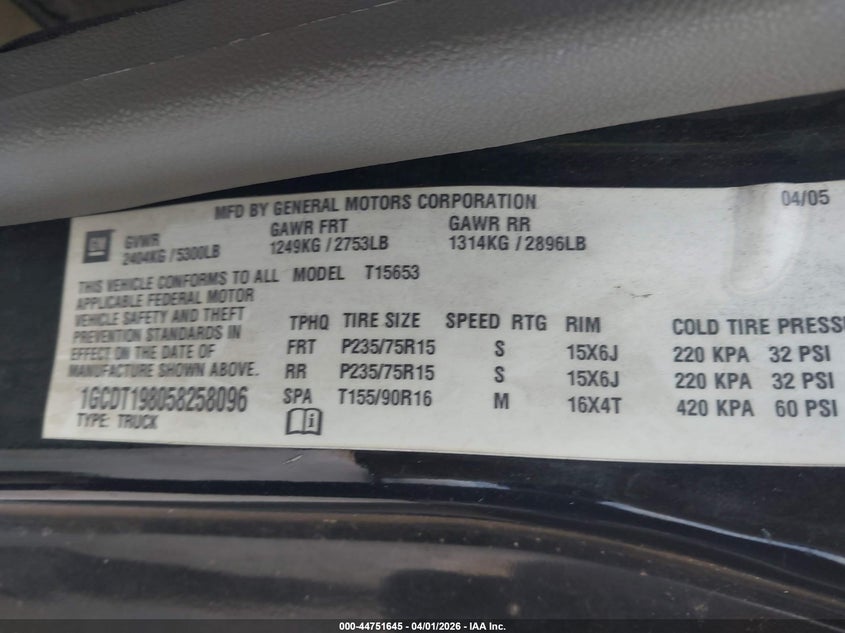 MFD BY GENERAL MOTORS CORPORATION 04/05
GM GVWR GAWR FRT GAWR RR
2404KG / 5300LB 1249KG / 2753LB 1314KG / 2896LB
THIS VEHICLE CONFORMS TO ALL MODEL T15653
APPLICABLE FEDERAL MOTOR
VEHICLE SAFETY AND THEFT
PREVENTION STANDARDS IN
EFFECT ON THE DATE OF
MANUFACTURE SHOWN ABOVE.
1GCDT198058258096
TYPE: TRUCK
TPHQ TIRE SIZE SPEED RTG RIM COLD TIRE
FRT P235/75R15 S 15X6J 220 KPA 32 PSI
RR P235/75R15 S 15X6J 220 KPA 32 PSI
SPA T155/90R16 M 16X4T 420 KPA 60 PSI
000-44751645 - 04/01/2026 - IAA Inc.